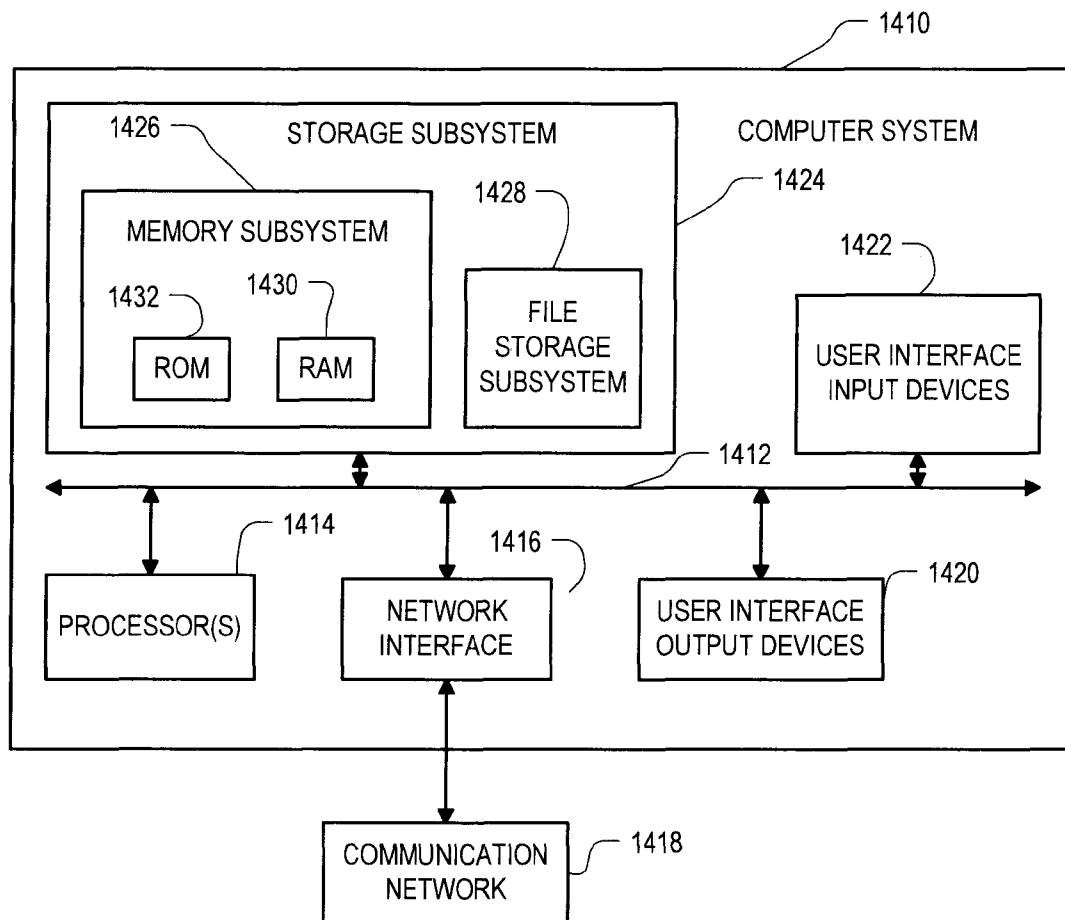 1410
1426
STORAGE SUBSYSTEM
COMPUTER SYSTEM
1424
1428
MEMORY SUBSYSTEM
1422
1432
1430
FILE
STORAGE
SUBSYSTEM
ROM
RAM
USER INTERFACE
INPUT DEVICES
1412
1414
1416
1420
PROCESSOR(S)
NETWORK
INTERFACE
USER INTERFACE
OUTPUT DEVICES
COMMUNICATION
NETWORK
1418